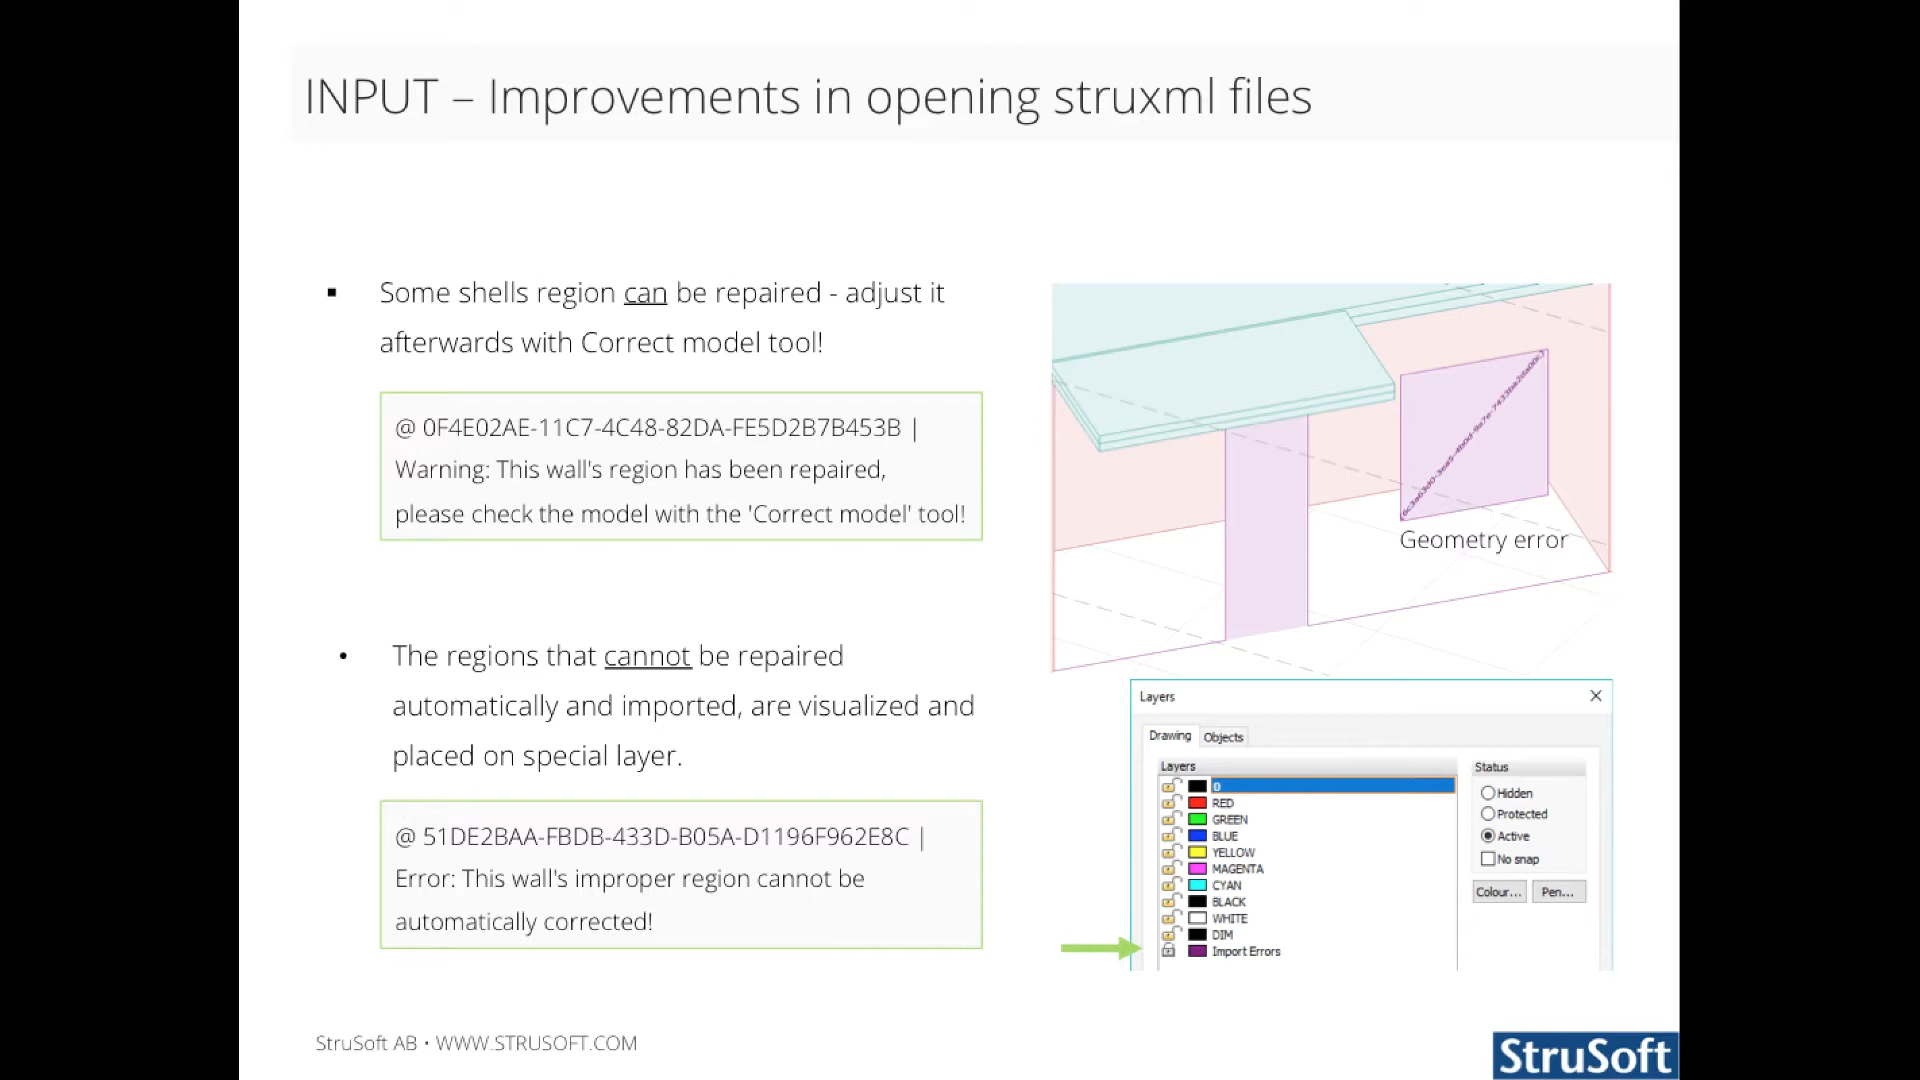 INPUT – Improvements in opening struxml files
▪ Some shells region can be repaired - adjust it
afterwards with Correct model tool!
@ 0F4E02AE-11C7-4C48-82DA-FE5D2B7B453B |
Warning: This wall's region has been repaired,
please check the model with the 'Correct model' tool!
• The regions that cannot be repaired
automatically and imported, are visualized and
placed on special layer.
@ 51DE2BAA-FBDB-433D-B05A-D1196F962E8C |
Error: This wall's improper region cannot be
automatically corrected!
Geometry error
Layers
Drawing Objects
Layers
0
RED
GREEN
BLUE
YELLOW
MAGENTA
CYAN
BLACK
WHITE
DIM
Import Errors
Status
Hidden
Protected
Active
No snap
Colour... Pen...
StruSoft AB • WWW.STRUSOFT.COM
StruSoft